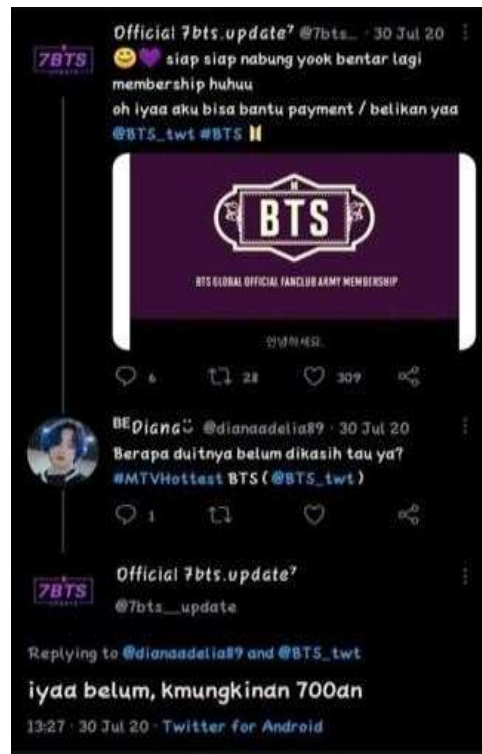 Official 7bts.update⁷ @7bts_ · 30 Jul 20
7BTS
😊💜 siap siap nabung yook bentar lagi
membership huhuu
oh iyaa aku bisa bantu payment / belikan yaa
@BTS_twt #BTS
BTS
BTS GLOBAL OFFICIAL FANCLUB ARMY MEMBERSHIP
안녕하세요.
6 28 309
ᴮᴱDiana @dianaadelia89 · 30 Jul 20
Berapa duitnya belum dikasih tau ya?
#MTVHottest BTS ( @BTS_twt )
1
Official 7bts.update⁷
7BTS
@7bts__update
Replying to @dianaadelia89 and @BTS_twt
iyaa belum, kmungkinan 700an
13:27 · 30 Jul 20 · Twitter for Android